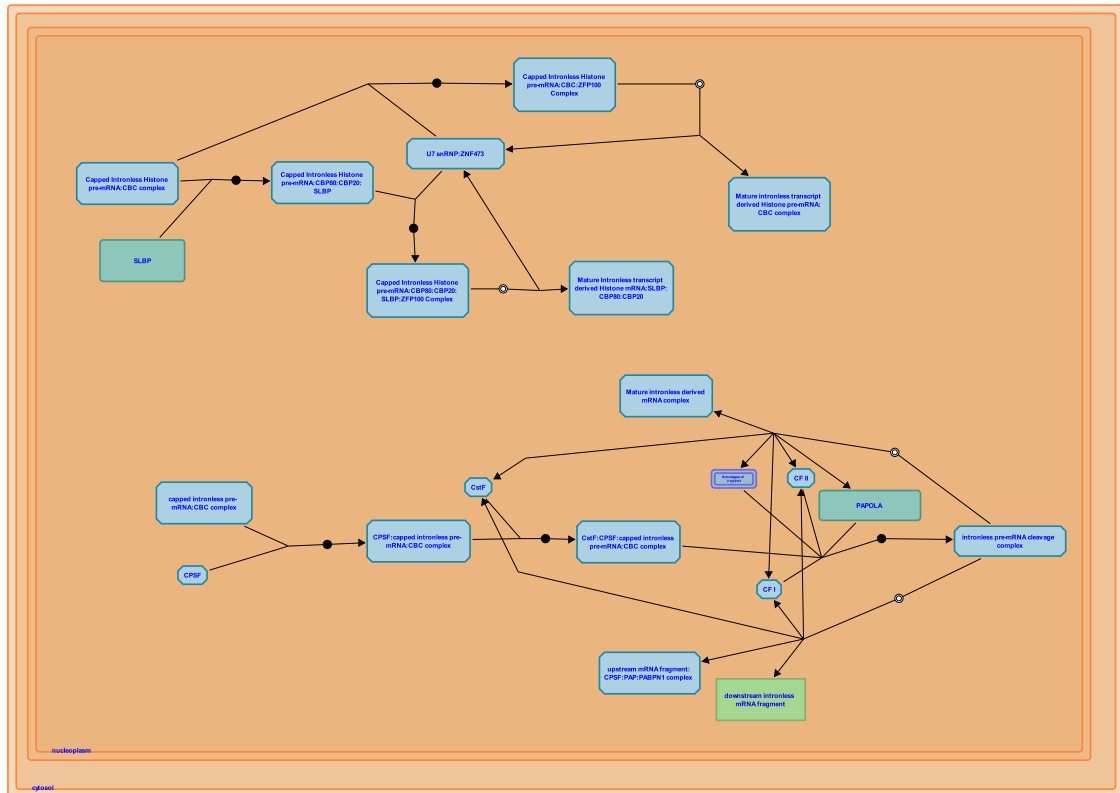 Capped Intronless Histone
pre-mRNA:CBC:ZFP100
Complex
U7 snRNP:ZNF473
Capped Intronless Histone
pre-mRNA:CBC complex
Capped Intronless Histone
pre-mRNA:CBP80:CBP20:
SLBP
Mature intronless transcript
derived Histone pre-mRNA:
CBC complex
SLBP
Capped Intronless Histone
pre-mRNA:CBP80:CBP20:
SLBP:ZFP100 Complex
Mature Intronless transcript
derived Histone mRNA:SLBP:
CBP80:CBP20
Mature intronless derived
mRNA complex
CstF
CF II
PAPOLA
capped intronless pre-
mRNA:CBC complex
CPSF:capped intronless pre-
mRNA:CBC complex
CstF:CPSF:capped intronless
pre-mRNA:CBC complex
intronless pre-mRNA cleavage
complex
CPSF
CF I
upstream mRNA fragment:
CPSF:PAP:PABPN1 complex
downstream intronless
mRNA fragment
nucleoplasm
cytosol